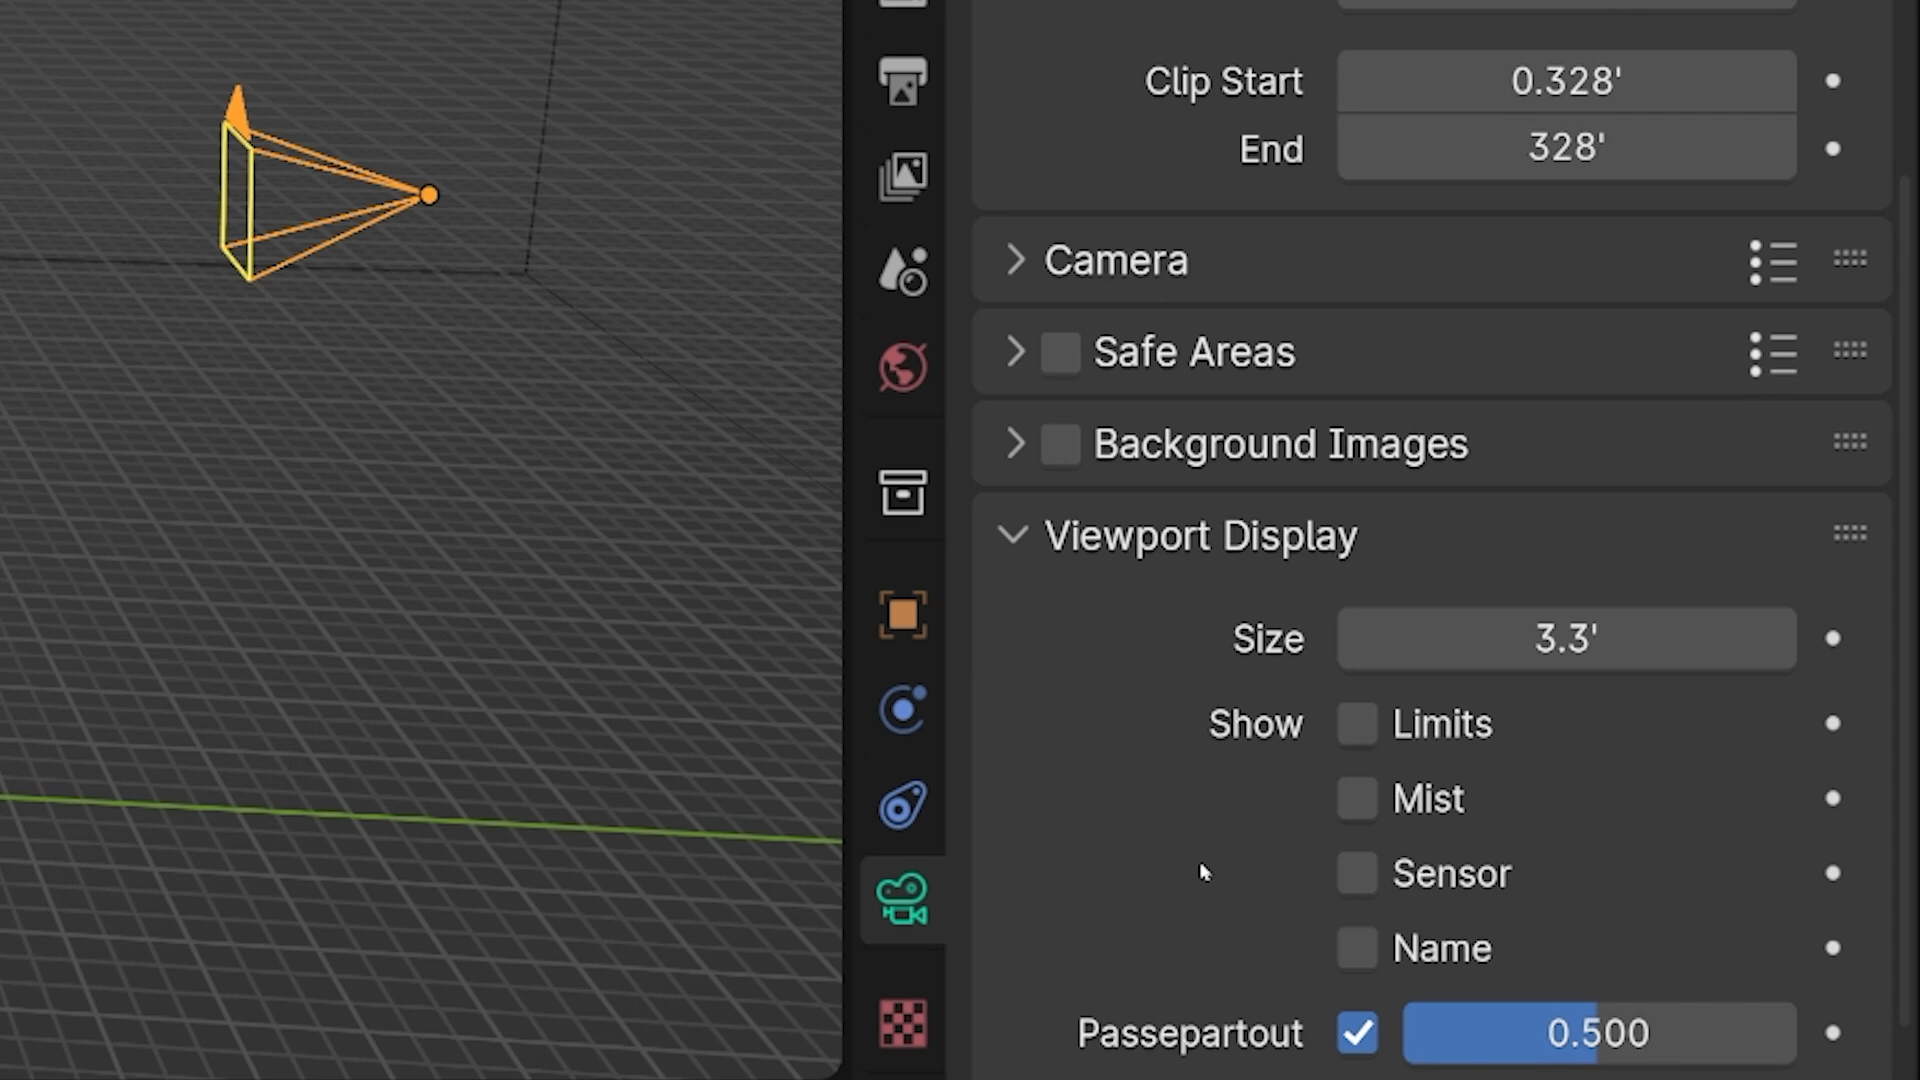 Clip Start 0.328'
End 328'
Camera
Safe Areas
Background Images
Viewport Display
Size 3.3'
Show Limits
Mist
Sensor
Name
Passepartout 0.500